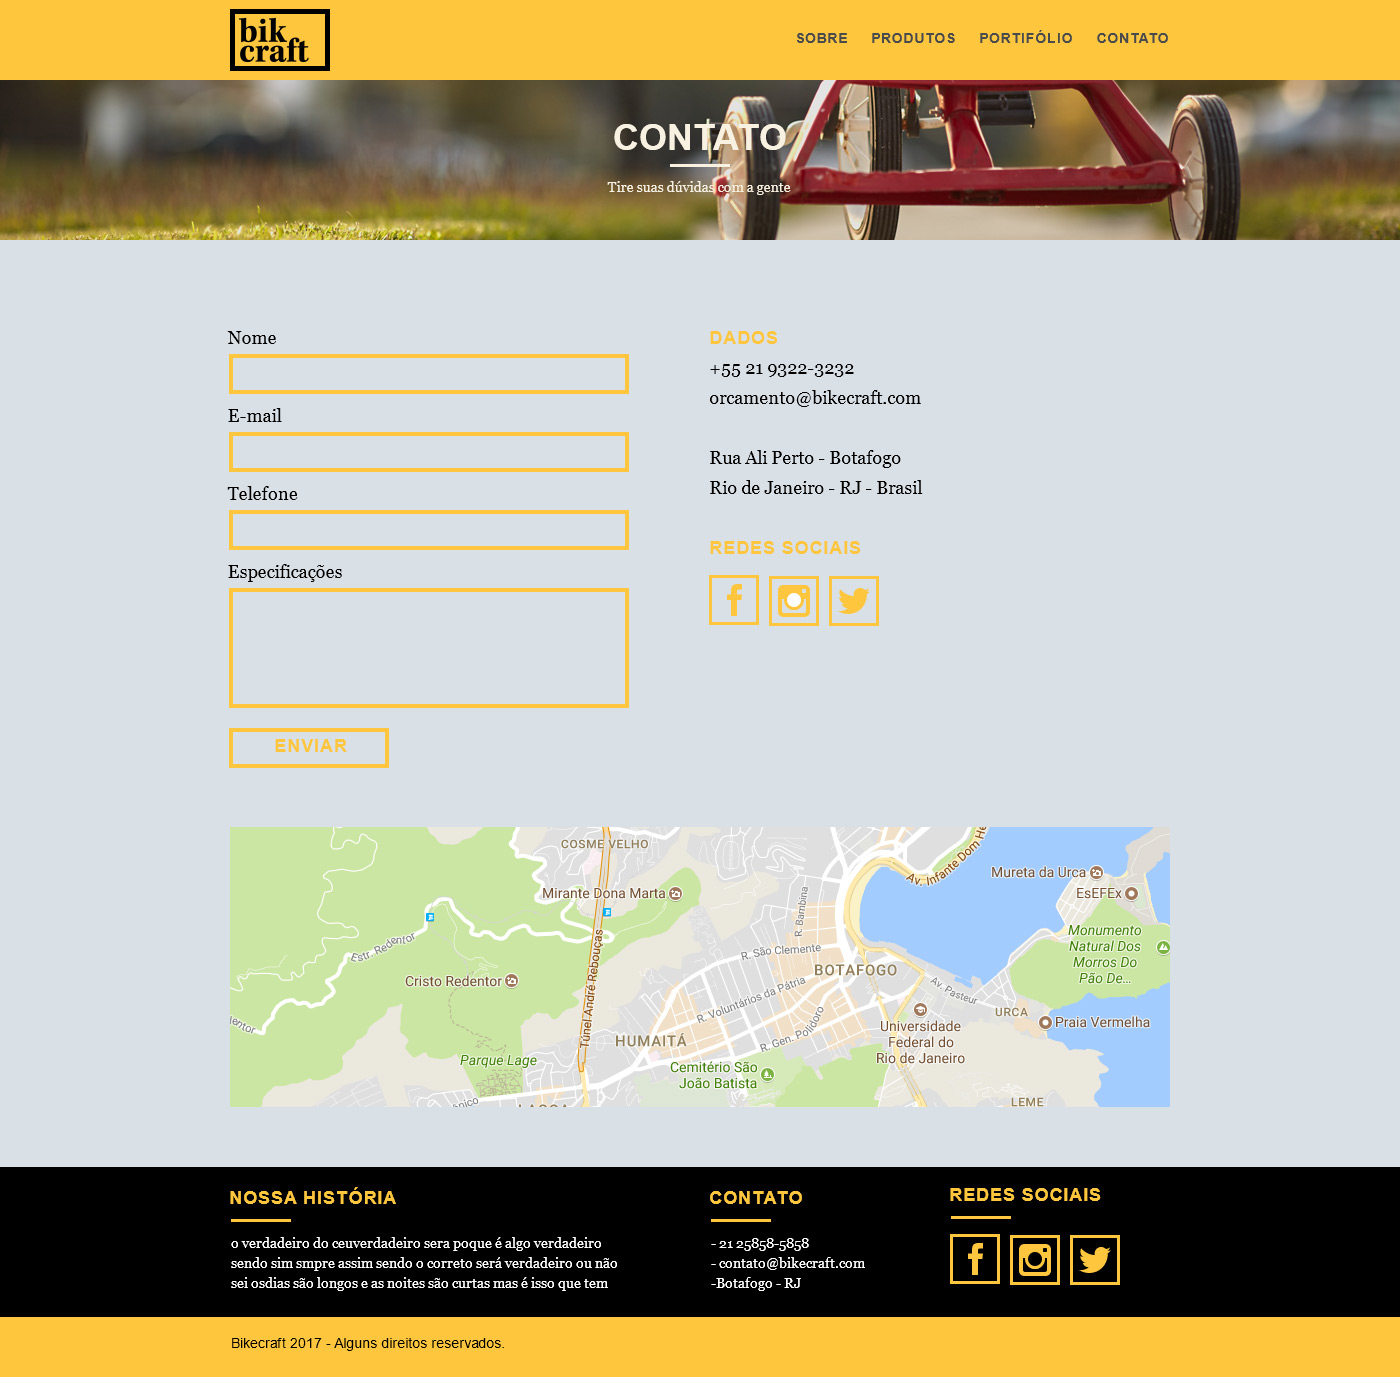 bik
craft
SOBRE PRODUTOS PORTIFÓLIO CONTATO
CONTATO
Tire suas dúvidas com a gente
Nome
E-mail
Telefone
Especificações
ENVIAR
DADOS
+55 21 9322-3232
orcamento@bikecraft.com
Rua Ali Perto - Botafogo
Rio de Janeiro - RJ - Brasil
REDES SOCIAIS
COSME VELHO
Av. Infante Dom He
Mureta da Urca
Mirante Dona Marta
EsEFEx
R. Bambina
Monumento
Natural Dos
Morros Do
Pão De...
Estr. Redentor
Túnel André Rebouças
R. São Clemente
BOTAFOGO
Cristo Redentor
Av. Pasteur
R. Voluntários da Pátria
URCA
Praia Vermelha
dentor
R. Gen. Polidoro
Universidade
Federal do
Rio de Janeiro
HUMAITÁ
Parque Lage
Cemitério São
João Batista
LAGOA
LEME
NOSSA HISTÓRIA
o verdadeiro do ceuverdadeiro sera poque é algo verdadeiro
sendo sim smpre assim sendo o correto será verdadeiro ou não
sei osdias são longos e as noites são curtas mas é isso que tem
CONTATO
- 21 25858-5858
- contato@bikecraft.com
-Botafogo - RJ
REDES SOCIAIS
Bikecraft 2017 - Alguns direitos reservados.